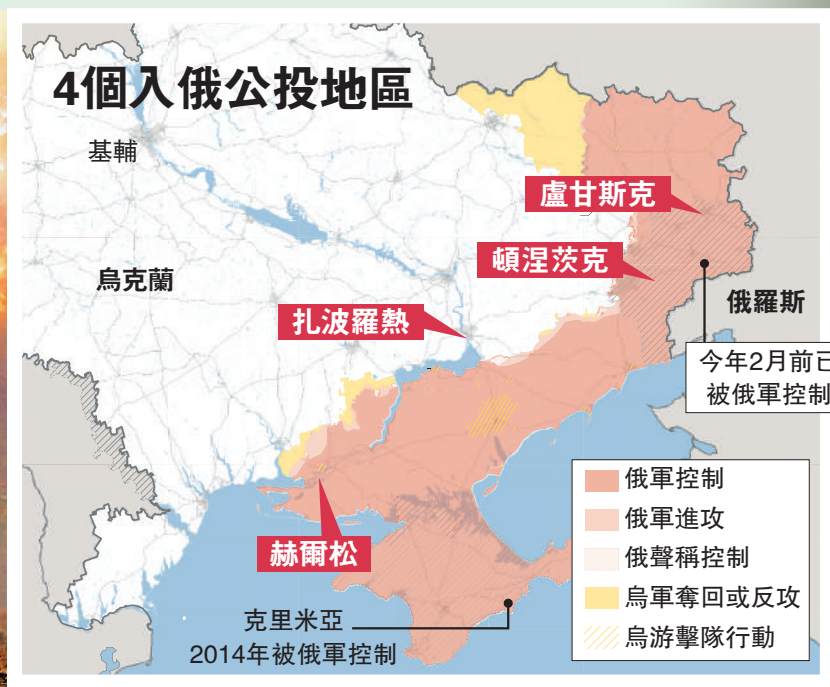 4個入俄公投地區
基輔
盧甘斯克
頓涅茨克
烏克蘭
俄羅斯
扎波羅熱
今年2月前已
被俄軍控制
俄軍控制
俄軍進攻
俄聲稱控制
烏軍奪回或反攻
烏游擊隊行動
赫爾松
克里米亞
2014年被俄軍控制